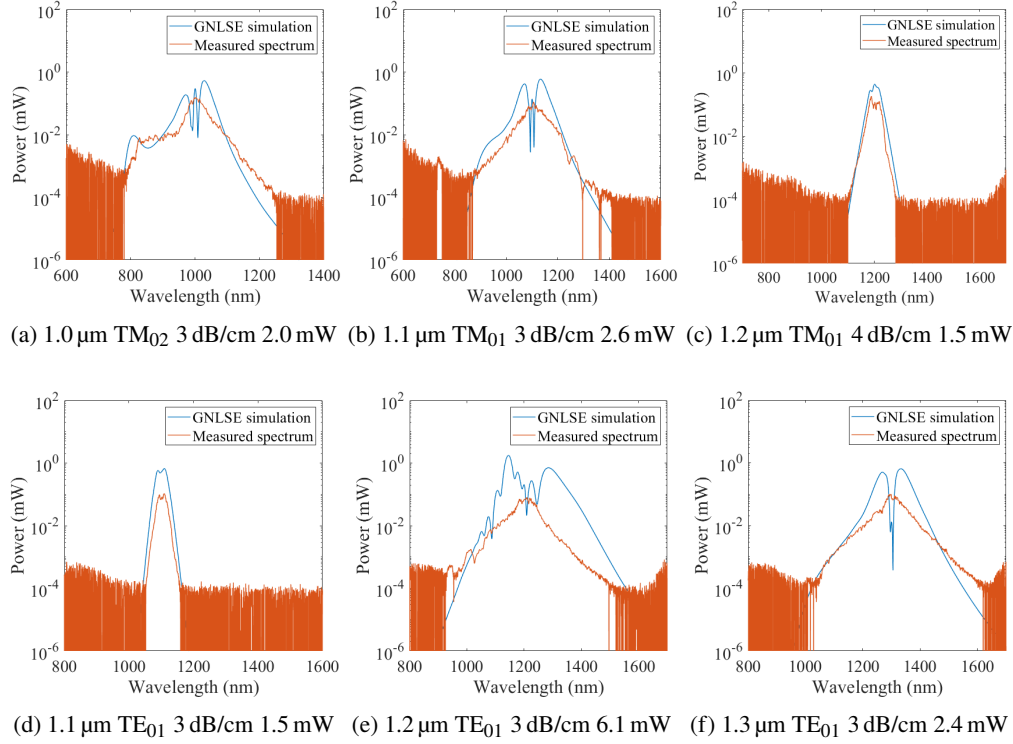 10^2
10^0
10^-2
10^-4
10^-6
Power (mW)
GNLSE simulation
Measured spectrum
600 800 1000 1200 1400
Wavelength (nm)
10^2
10^0
10^-2
10^-4
10^-6
Power (mW)
GNLSE simulation
Measured spectrum
600 800 1000 1200 1400 1600
Wavelength (nm)
10^2
10^0
10^-2
10^-4
10^-6
Power (mW)
GNLSE simulation
Measured spectrum
800 1000 1200 1400 1600
Wavelength (nm)
(a) 1.0 µm TM₀₂ 3 dB/cm 2.0 mW (b) 1.1 µm TM₀₁ 3 dB/cm 2.6 mW (c) 1.2 µm TM₀₁ 4 dB/cm 1.5 mW
10^2
10^0
10^-2
10^-4
10^-6
Power (mW)
GNLSE simulation
Measured spectrum
800 1000 1200 1400 1600
Wavelength (nm)
10^2
10^0
10^-2
10^-4
10^-6
Power (mW)
GNLSE simulation
Measured spectrum
800 1000 1200 1400 1600
Wavelength (nm)
10^2
10^0
10^-2
10^-4
10^-6
Power (mW)
GNLSE simulation
Measured spectrum
800 1000 1200 1400 1600
Wavelength (nm)
(d) 1.1 µm TE₀₁ 3 dB/cm 1.5 mW (e) 1.2 µm TE₀₁ 3 dB/cm 6.1 mW (f) 1.3 µm TE₀₁ 3 dB/cm 2.4 mW